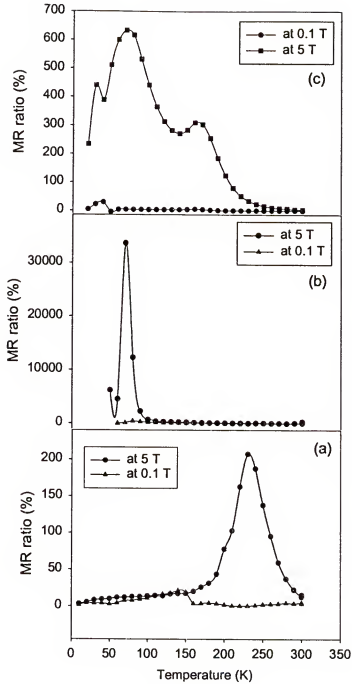 700
600
500
400
300
200
100
0
MR ratio (%)
at 0.1 T
at 5 T
(c)
30000
10000
0
MR ratio (%)
at 5 T
at 0.1 T
(b)
200
150
100
50
0
MR ratio (%)
at 5 T
at 0.1 T
(a)
0 50 100 150 200 250 300 350
Temperature (K)